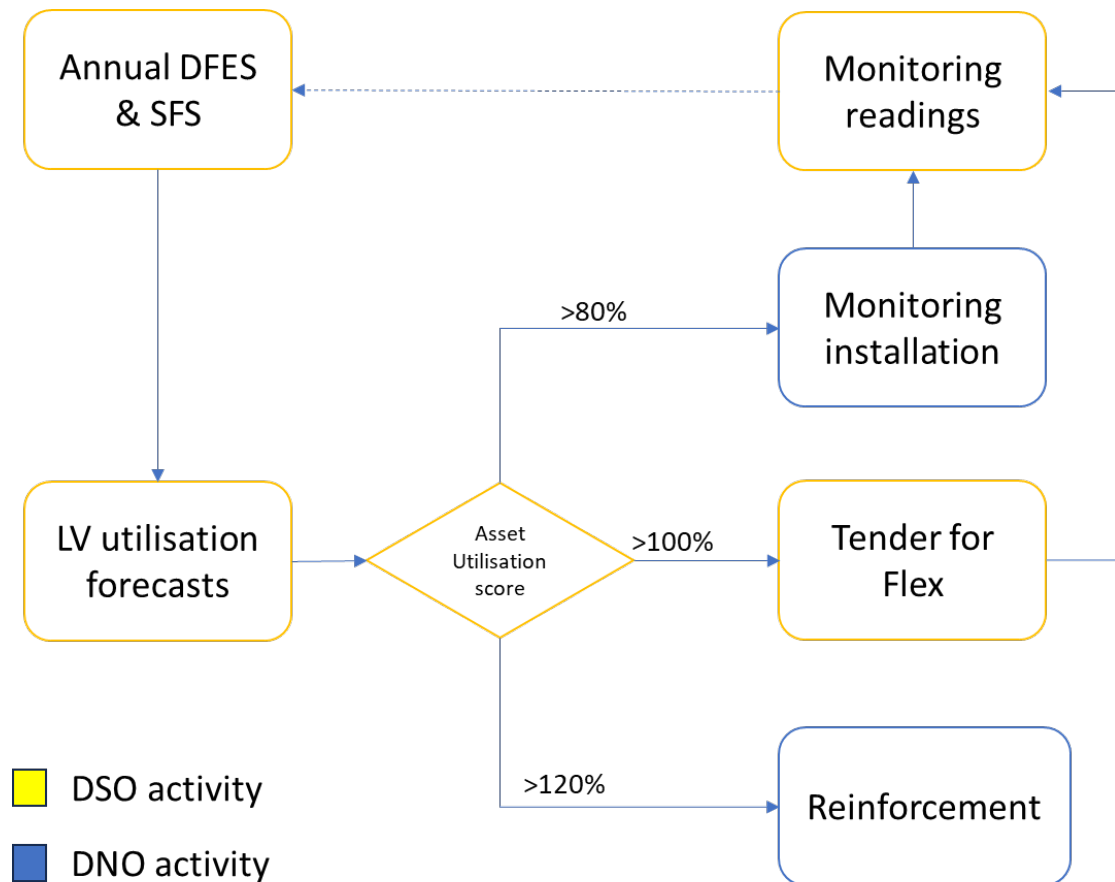 Annual DFES
& SFS
Monitoring
readings
>80%
Monitoring
installation
LV utilisation
forecasts
Asset
Utilisation
score
>100%
Tender for
Flex
>120%
Reinforcement
DSO activity
DNO activity